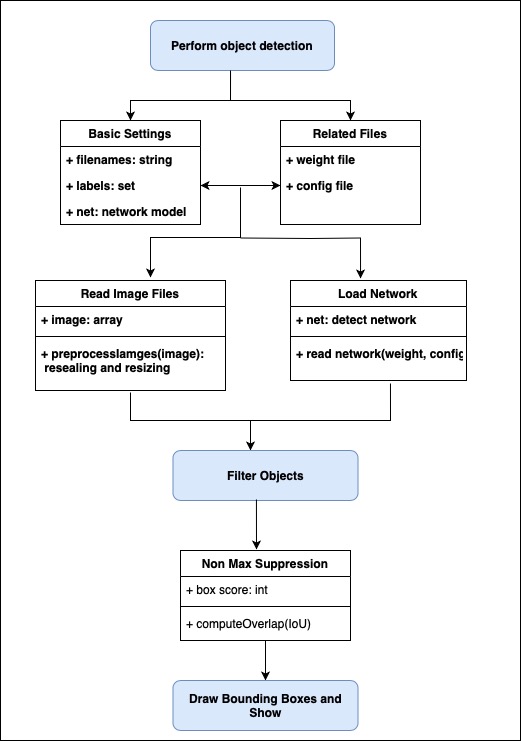 Perform object detection
Basic Settings
+ filenames: string
+ labels: set
+ net: network model
Related Files
+ weight file
+ config file
Read Image Files
+ image: array
+ preprocesslamges(image):
resealing and resizing
Load Network
+ net: detect network
+ read network(weight, config
Filter Objects
Non Max Suppression
+ box score: int
+ computeOverlap(IoU)
Draw Bounding Boxes and
Show